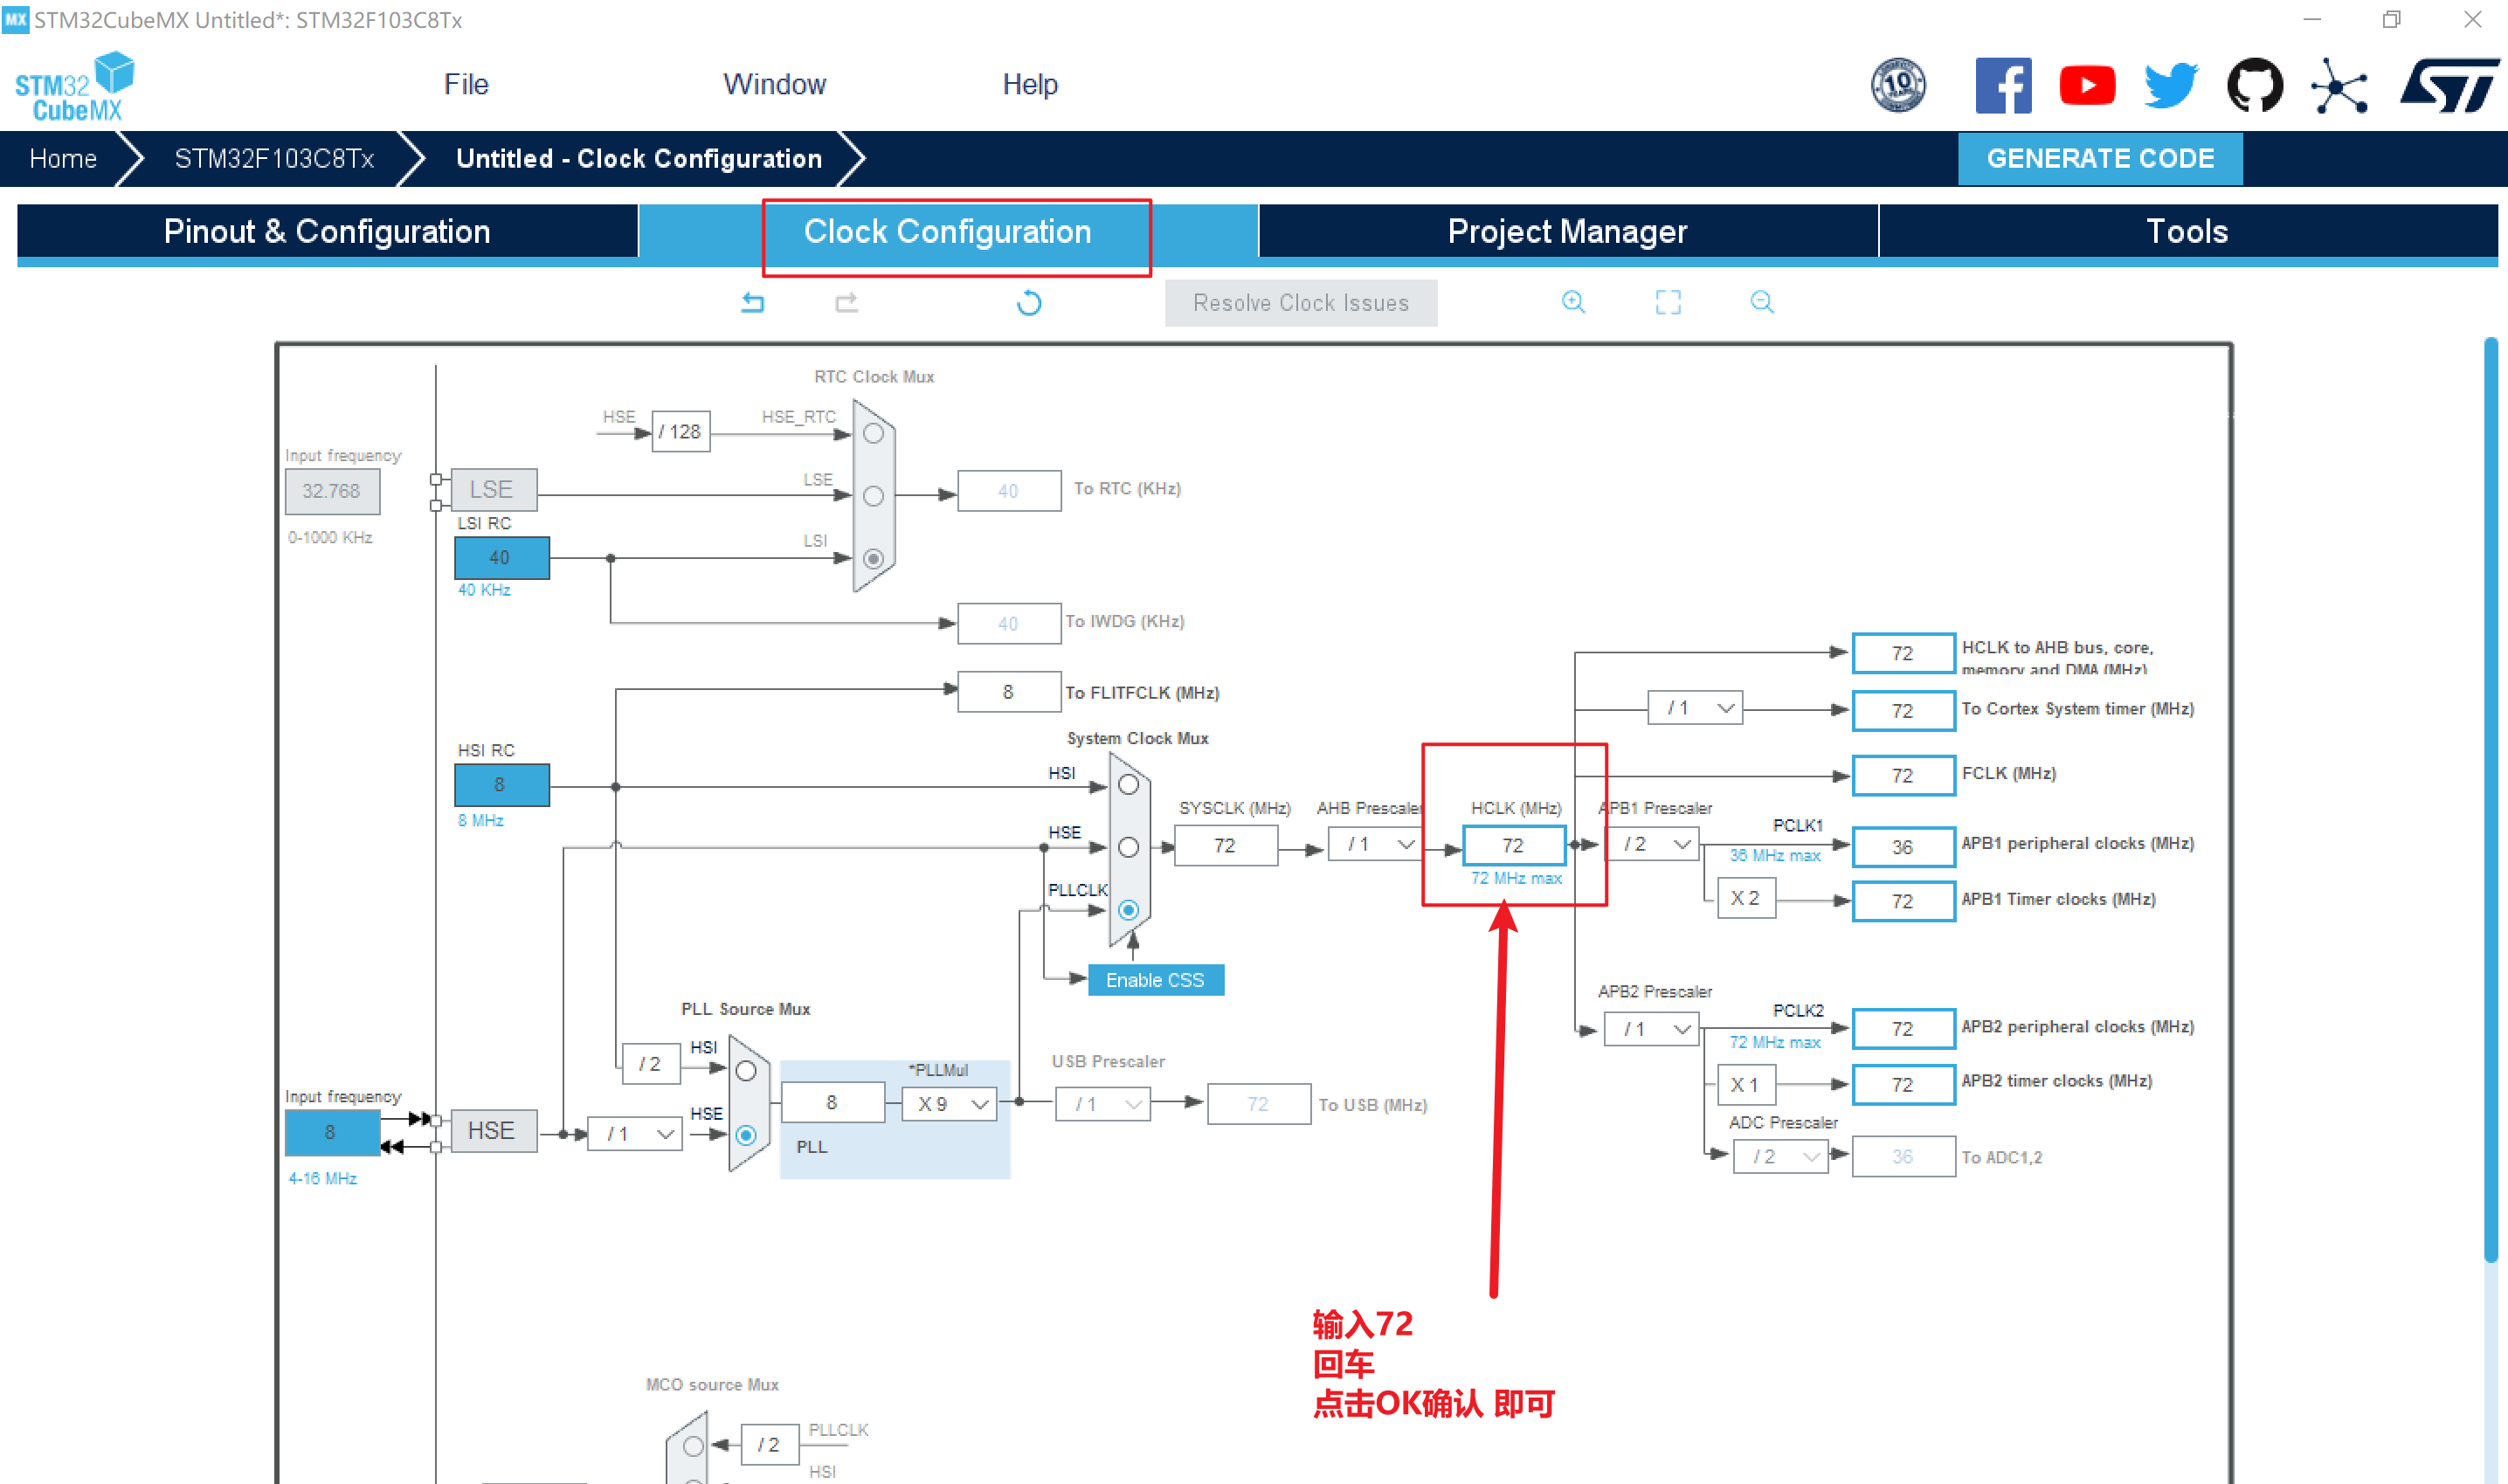 MX STM32CubeMX Untitled*: STM32F103C8Tx
STM32
CubeMX
File
Window
Help
10
ST
Home
STM32F103C8Tx
Untitled - Clock Configuration
GENERATE CODE
Pinout & Configuration
Clock Configuration
Project Manager
Tools
Resolve Clock Issues
RTC Clock Mux
HSE
/ 128
HSE_RTC
Input frequency
32.768
0-1000 KHz
LSE
LSE
40
To RTC (KHz)
LSI RC
40
40 KHz
LSI
40
To IWDG (KHz)
8
To FLITFCLK (MHz)
HSI RC
8
8 MHz
System Clock Mux
HSI
HSE
PLLCLK
SYSCLK (MHz)
72
AHB Prescaler
/ 1
HCLK (MHz)
72
72 MHz max
72
HCLK to AHB bus, core,
memory and DMA (MHz)
/ 1
72
To Cortex System timer (MHz)
72
FCLK (MHz)
APB1 Prescaler
/ 2
PCLK1
36 MHz max
36
APB1 peripheral clocks (MHz)
X 2
72
APB1 Timer clocks (MHz)
Enable CSS
APB2 Prescaler
/ 1
PCLK2
72 MHz max
72
APB2 peripheral clocks (MHz)
X 1
72
APB2 timer clocks (MHz)
ADC Prescaler
/ 2
36
To ADC1,2
PLL Source Mux
HSI
/ 2
Input frequency
8
4-16 MHz
HSE
/ 1
HSE
8
*PLLMul
X 9
PLL
USB Prescaler
/ 1
72
To USB (MHz)
输入72
回车
点击OK确认 即可
MCO source Mux
/ 2
PLLCLK
HSI